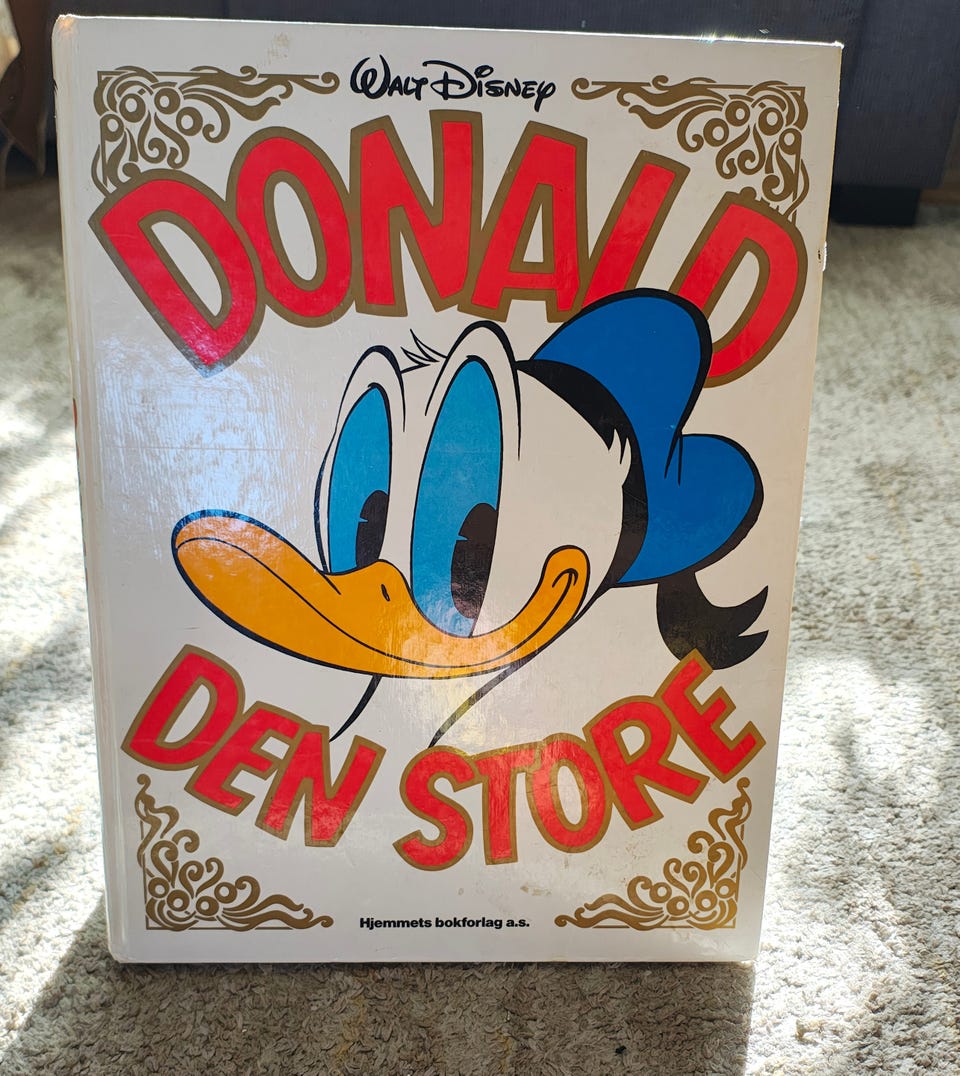 WALT DISNEY
DONALD
DEN STORE
Hjemmets bokforlag a.s.